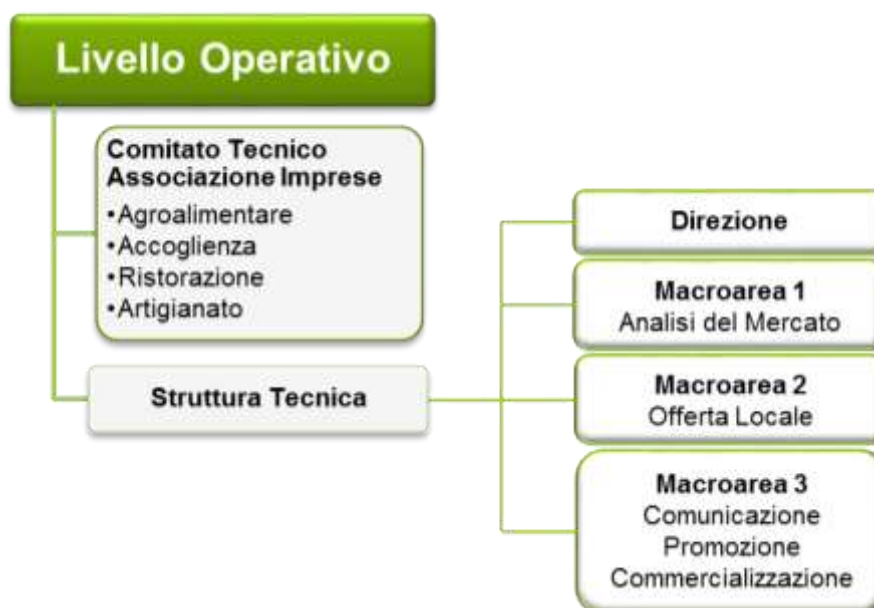 Livello Operativo
Comitato Tecnico
Associazione Imprese
•Agroalimentare
•Accoglienza
•Ristorazione
•Artigianato
Struttura Tecnica
Direzione
Macroarea 1
Analisi del Mercato
Macroarea 2
Offerta Locale
Macroarea 3
Comunicazione
Promozione
Commercializzazione